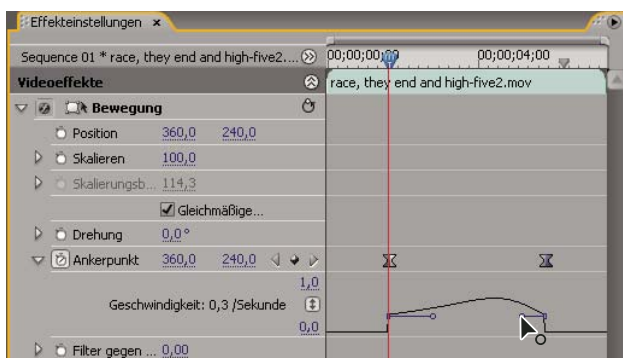 Effekteinstellungen ×
Sequence 01 * race, they end and high-five2.... 00;00;00;00 00;00;04;00
Videoeffekte race, they end and high-five2.mov
Bewegung
Position 360,0 240,0
Skalieren 100,0
Skalierungsb... 114,3
Gleichmäßige...
Drehung 0,0°
Ankerpunkt 360,0 240,0
1,0
Geschwindigkeit: 0,3 /Sekunde
0,0
Filter gegen ... 0,00